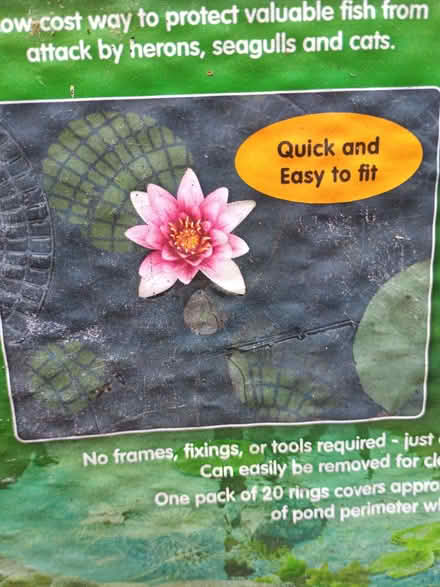 ow cost way to protect valuable fish from
attack by herons, seagulls and cats.
Quick and
Easy to fit
No frames, fixings, or tools required - just
Can easily be removed for cle
One pack of 20 rings covers appro
of pond perimeter w